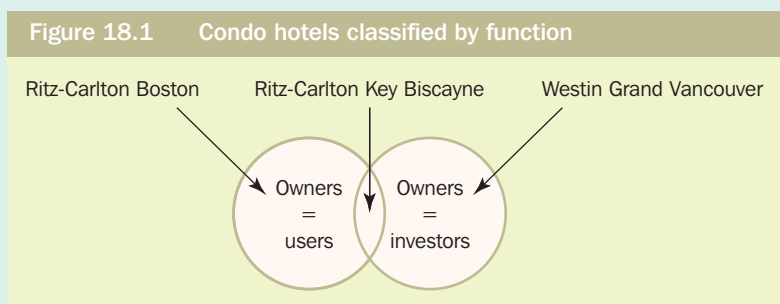 Figure 18.1 Condo hotels classified by function
Ritz-Carlton Boston
Ritz-Carlton Key Biscayne
Westin Grand Vancouver
Owners
=
users
Owners
=
investors